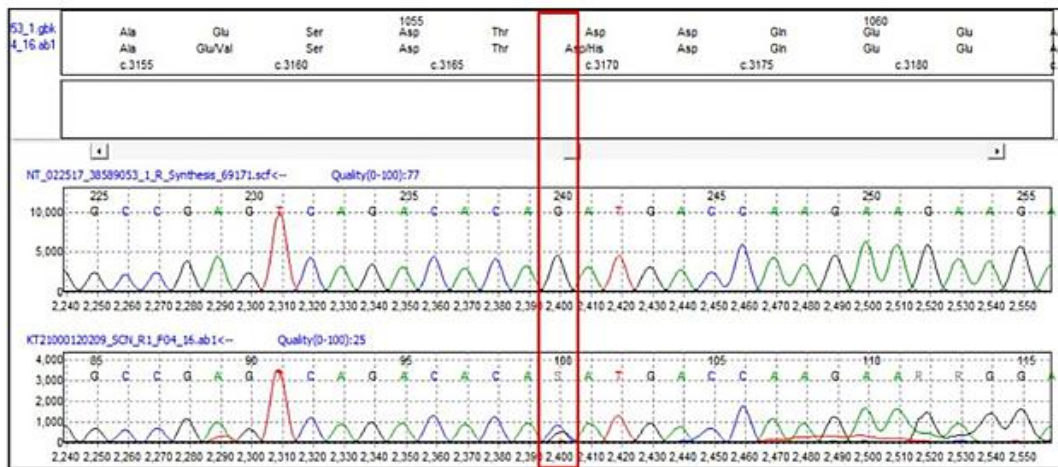 1055 1060
53_1.gbk Ala Glu Ser Asp Thr Asp Asp Gln Glu Glu
4_16.ab1 Ala Glu/Val Ser Asp Thr Asp/His Asp Gln Glu Glu
c.3155 c.3160 c.3165 c.3170 c.3175 c.3180
NT_022517_38589053_1_R_Synthesis_69171.scf<-- Quality(0-100):77
225 230 235 240 245 250 255
G C C G A G T C A G A C A C A G A T G A C C A A G A A G A A G A
10,000
5,000
0
2,240 2,250 2,260 2,270 2,280 2,290 2,300 2,310 2,320 2,330 2,340 2,350 2,360 2,370 2,380 2,390 2,400 2,410 2,420 2,430 2,440 2,450 2,460 2,470 2,480 2,490 2,500 2,510 2,520 2,530 2,540 2,550
KT21000120209_SCN_R1_F04_16.ab1<-- Quality(0-100):25
85 90 95 100 105 110 115
4,000
G C C G A G T C A G A C A C A S A T G A C C A A G A A R R G G A
3,000
2,000
1,000
0
2,240 2,250 2,260 2,270 2,280 2,290 2,300 2,310 2,320 2,330 2,340 2,350 2,360 2,370 2,380 2,390 2,400 2,410 2,420 2,430 2,440 2,450 2,460 2,470 2,480 2,490 2,500 2,510 2,520 2,530 2,540 2,550